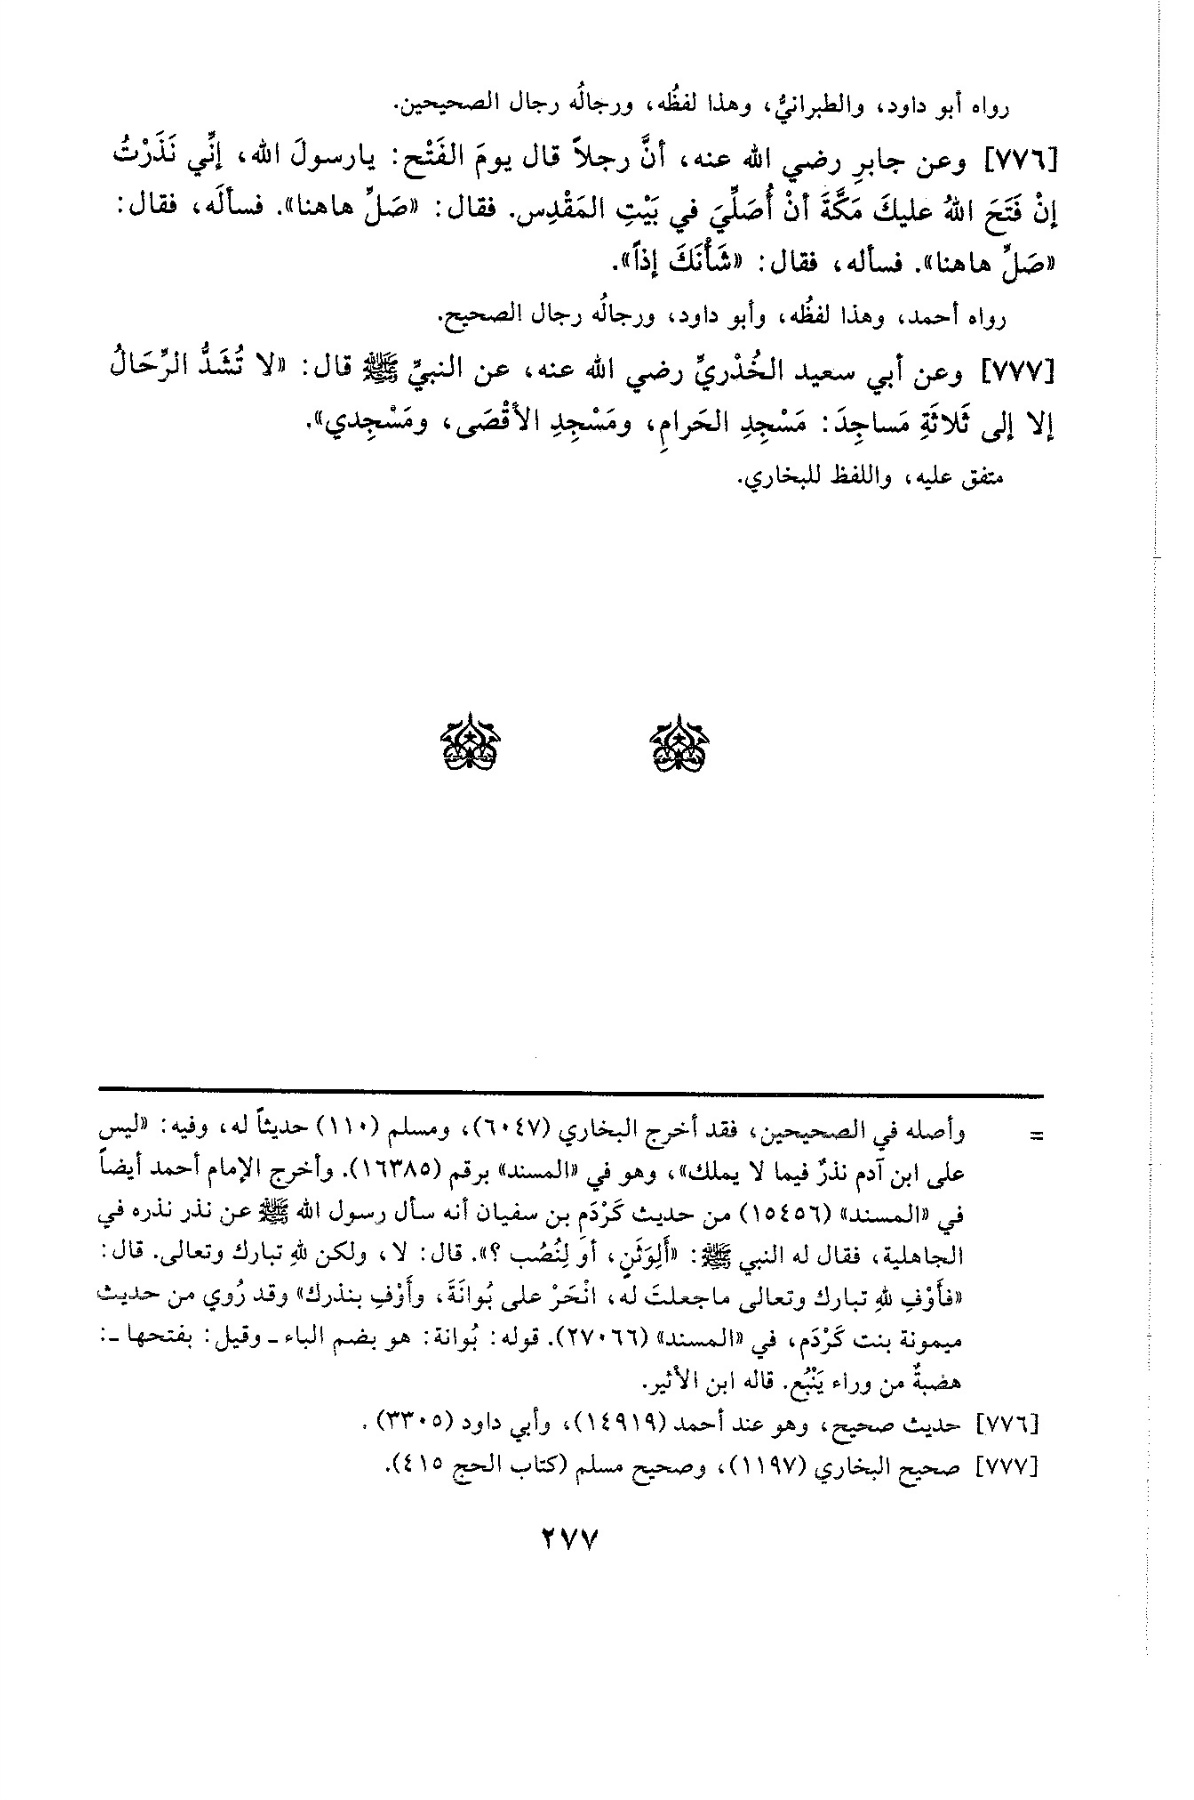 رواه أبو داود، والطبرانيُّ، وهذا لفظُه، ورجالُه رجال الصحيحين.
[٧٧٦] وعن جابرِ رضي الله عنه، أنَّ رجلاً قال يومَ الفَتْح: يارسولَ الله، إنِّي نَذَرْتُ
إنْ فَتَحَ اللهُ عليكَ مَكَّةَ أنْ أُصَلِّيَ في بَيْتِ المَقْدِس. فقال: «صَلِّ هاهنا». فسألَه، فقال:
«صَلِّ هاهنا». فسأله، فقال: «شَأْنَكَ إذاً».
رواه أحمد، وهذا لفظُه، وأبو داود، ورجالُه رجال الصحيح.
[٧٧٧] وعن أبي سعيد الخُدْريِّ رضي الله عنه، عن النبيِّ ﷺ قال: «لا تُشَدُّ الرِّحَالُ
إلا إلى ثَلاثَةِ مَساجِدَ: مَسْجِدِ الحَرامِ، ومَسْجِدِ الأَقْصَى، ومَسْجِدي».
متفق عليه، واللفظ للبخاري.
= وأصله في الصحيحين، فقد أخرج البخاري (٦٠٤٧)، ومسلم (١١٠) حديثاً له، وفيه: «ليس
على ابن آدم نذرٌ فيما لا يملك»، وهو في «المسند» برقم (١٦٣٨٥). وأخرج الإمام أحمد أيضاً
في «المسند» (١٥٤٥٦) من حديث كَرْدَمِ بن سفيان أنه سأل رسول الله ﷺ عن نذر نذره في
الجاهلية، فقال له النبي ﷺ: «أَلِوَثَنٍ، أو لِنُصُب ؟». قال: لا، ولكن للهِ تبارك وتعالى. قال:
«فأَوْفِ للهِ تبارك وتعالى ماجعلتَ له، انْحَرْ على بُوانَةَ، وأَوْفِ بنذرك» وقد رُوي من حديث
ميمونة بنت كَرْدَم، في «المسند» (٢٧٠٦٦). قوله: بُوانة: هو بضم الباء ـ وقيل: بفتحها ـ:
هضبةٌ من وراء يَنْبُع. قاله ابن الأثير.
[٧٧٦] حديث صحيح، وهو عند أحمد (١٤٩١٩)، وأبي داود (٣٣٠٥) .
[٧٧٧] صحيح البخاري (١١٩٧)، وصحيح مسلم (كتاب الحج ٤١٥).
٢٧٧